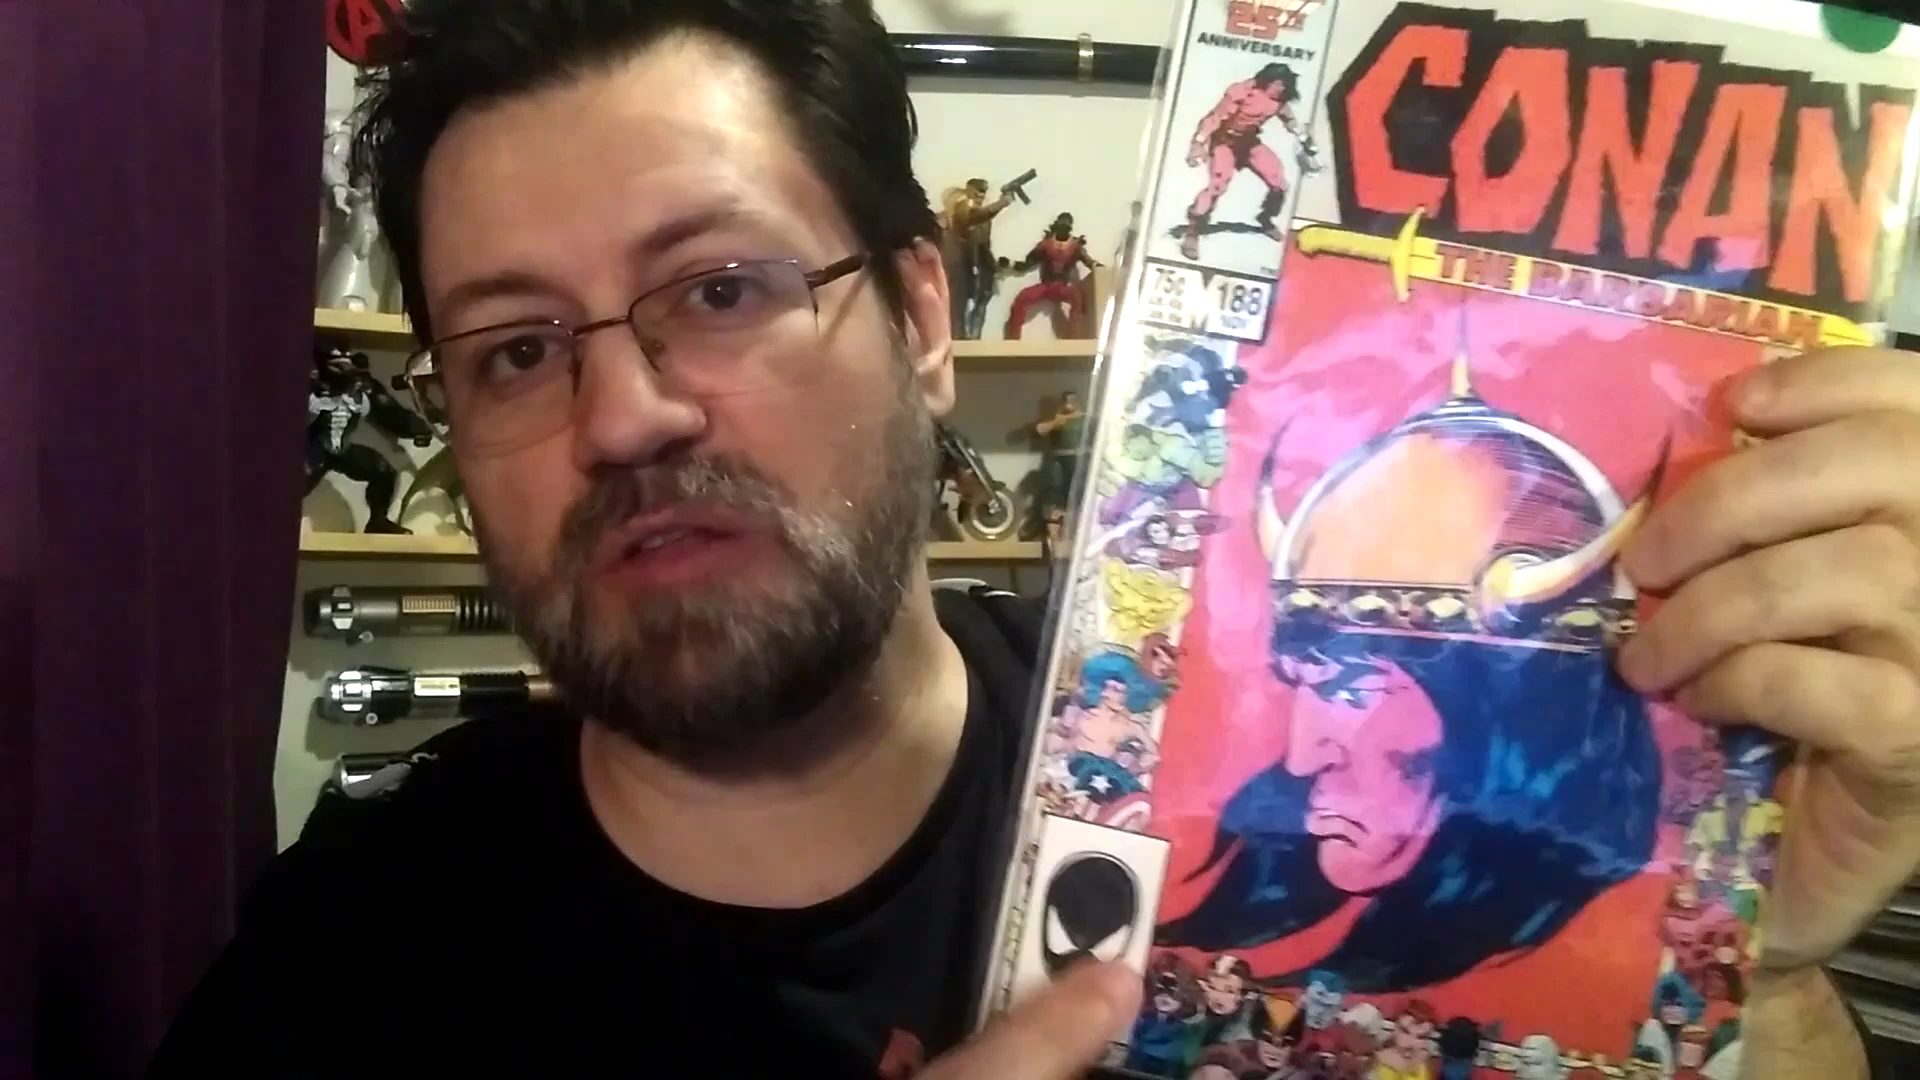 25TH
ANNIVERSARY
CONAN
THE BARBARIAN
75¢
188
NOV